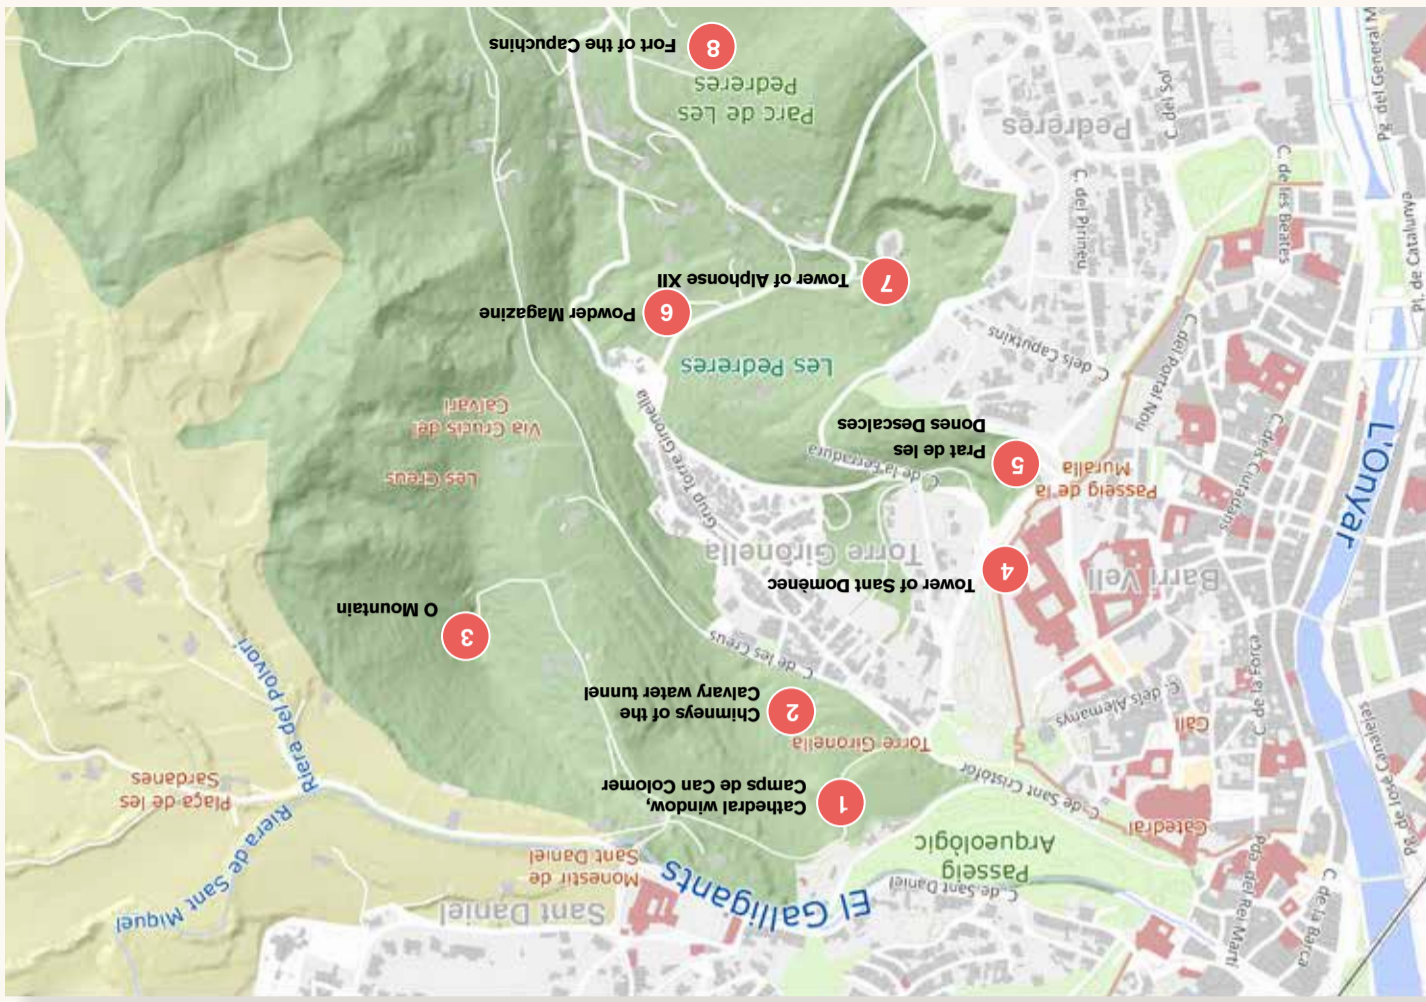 C. de la Barca
Pda del Rei Martí
C. de Sant Daniel
El Galligants
Sant Daniel
Riera de Sant Miquel
Passeig
Arqueològic
Monestir de
Sant Daniel
Catedral
C. de Sant Cristòfor
1
Cathedral window,
Camps de Can Colomer
Plaça de les
Sardanes
Pg. de José Canalejas
Riera del Polvorí
Torre Gironella
Call
C. de la Força
C. dels Alemanys
2
Chimneys of the
Calvary water tunnel
C. de les Creus
3
O Mountain
Barri Vell
4
Tower of Sant Domènec
Torre Gironella
L'Onyar
Passeig de la
Muralla
5
Prat de les
Dones Descalces
C. de la Ferradura
Grup Torre Gironella
Les Creus
Via Crucis del
Calvari
C. dels Ciutadans
C. del Portal Nou
C. dels Caputxins
Les Pedreres
6
Powder Magazine
7
Tower of Alphonse XII
Pl. de Catalunya
C. de les Beates
C. del Pirineu
Pedreres
C. del Sol
Parc de Les
Pedreres
8
Fort of the Capuchins
Pg. del General M